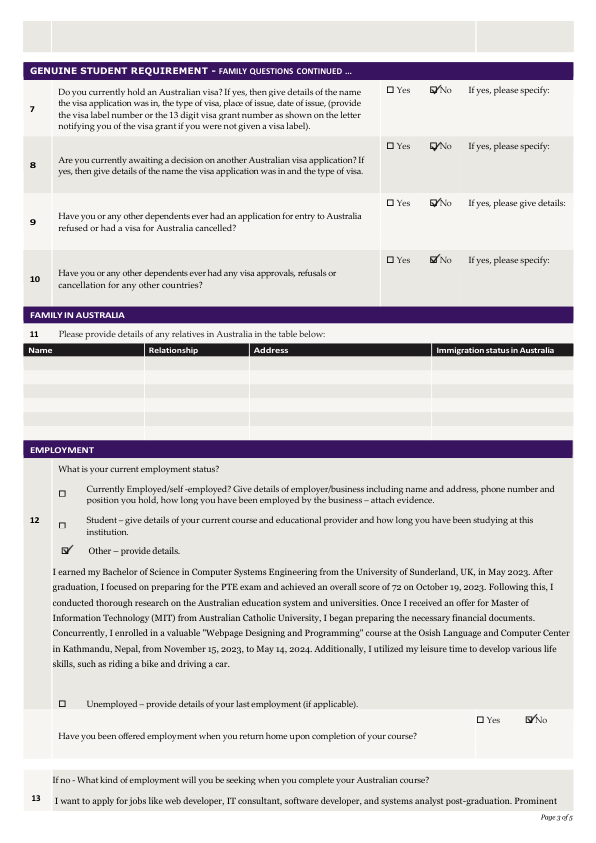 GENUINE STUDENT REQUIREMENT – FAMILY QUESTIONS CONTINUED …
7
Do you currently hold an Australian visa? If yes, then give details of the name
the visa application was in, the type of visa, place of issue, date of issue, (provide
the visa label number or the 13 digit visa grant number as shown on the letter
notifying you of the visa grant if you were not given a visa label).
Yes
No
If yes, please specify:
8
Are you currently awaiting a decision on another Australian visa application? If
yes, then give details of the name the visa application was in and the type of visa.
Yes
No
If yes, please specify:
9
Have you or any other dependents ever had an application for entry to Australia
refused or had a visa for Australia cancelled?
Yes
No
If yes, please give details:
10
Have you or any other dependents ever had any visa approvals, refusals or
cancellation for any other countries?
Yes
No
If yes, please specify:
FAMILY IN AUSTRALIA
11 Please provide details of any relatives in Australia in the table below:
Name Relationship Address Immigration status in Australia
EMPLOYMENT
12
What is your current employment status?
Currently Employed/self-employed? Give details of employer/business including name and address, phone number and
position you hold, how long you have been employed by the business – attach evidence.
Student – give details of your current course and educational provider and how long you have been studying at this
institution.
Other – provide details.
I earned my Bachelor of Science in Computer Systems Engineering from the University of Sunderland, UK, in May 2023. After
graduation, I focused on preparing for the PTE exam and achieved an overall score of 72 on October 19, 2023. Following this, I
conducted thorough research on the Australian education system and universities. Once I received an offer for Master of
Information Technology (MIT) from Australian Catholic University, I began preparing the necessary financial documents.
Concurrently, I enrolled in a valuable "Webpage Designing and Programming" course at the Osish Language and Computer Center
in Kathmandu, Nepal, from November 15, 2023, to May 14, 2024. Additionally, I utilized my leisure time to develop various life
skills, such as riding a bike and driving a car.
Unemployed – provide details of your last employment (if applicable).
Have you been offered employment when you return home upon completion of your course?
Yes
No
13
If no - What kind of employment will you be seeking when you complete your Australian course?
I want to apply for jobs like web developer, IT consultant, software developer, and systems analyst post-graduation. Prominent
Page 3 of 5